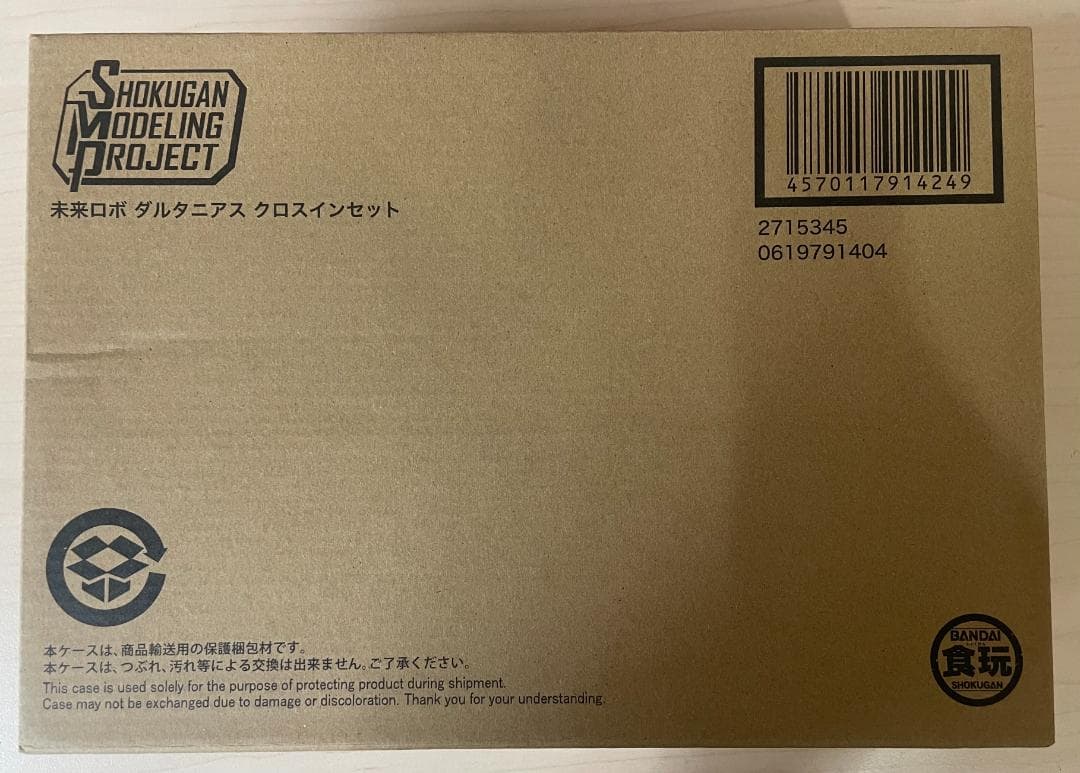 SHOKUGAN
MODELING
PROJECT
未来ロボ ダルタニアス クロスインセット
4570117914249
2715345
0619791404
本ケースは、商品輸送用の保護梱包材です。
本ケースは、つぶれ、汚れ等による交換は出来ません。ご了承ください。
This case is used solely for the purpose of protecting product during shipment.
Case may not be exchanged due to damage or discoloration. Thank you for your understanding.
BANDAI
食玩
SHOKUGAN